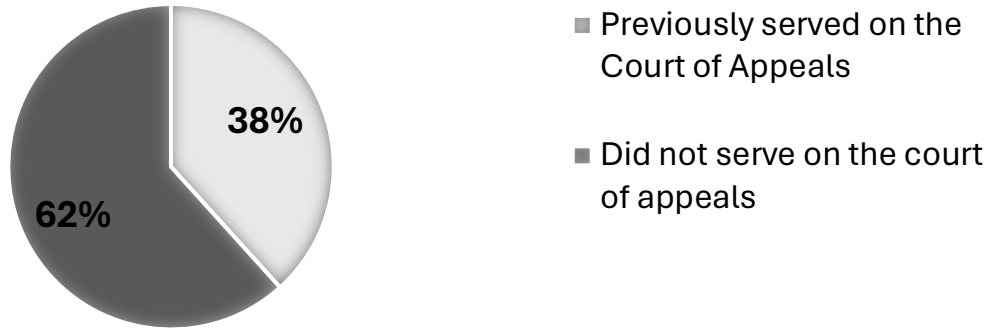 38%
62%
Previously served on the
Court of Appeals
Did not serve on the court
of appeals